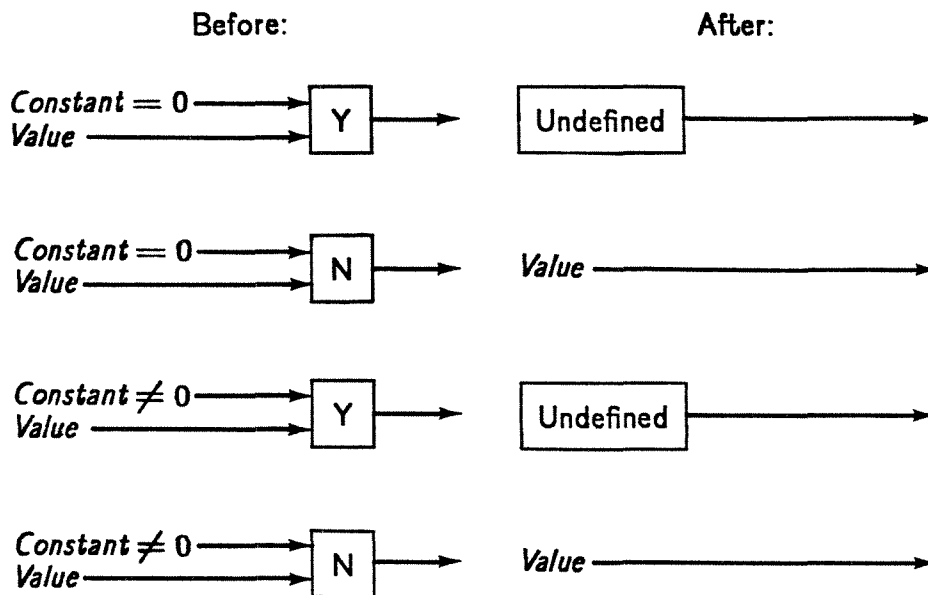 Before: After:
Constant = 0
Value
Y
Undefined
Constant = 0
Value
N
Value
Constant ≠ 0
Value
Y
Undefined
Constant ≠ 0
Value
N
Value